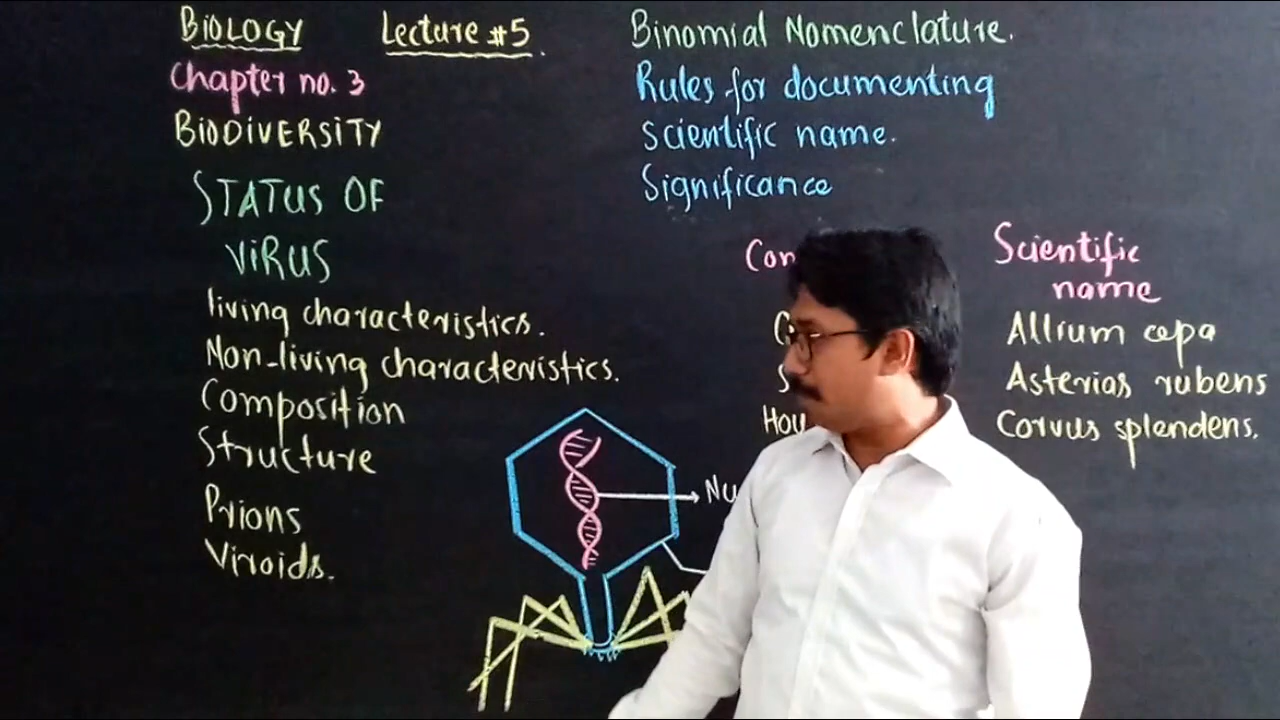 BIOLOGY Lecture #5.
Chapter no. 3
BIODIVERSITY
STATUS OF
VIRUS
living characteristics.
Non-living characteristics.
Composition
Structure
Prions
Viroids.
Binomial Nomenclature.
Rules for documenting
scientific name.
Significance
Scientific
name
Allium cepa
Asterias rubens
Corvus splendens.